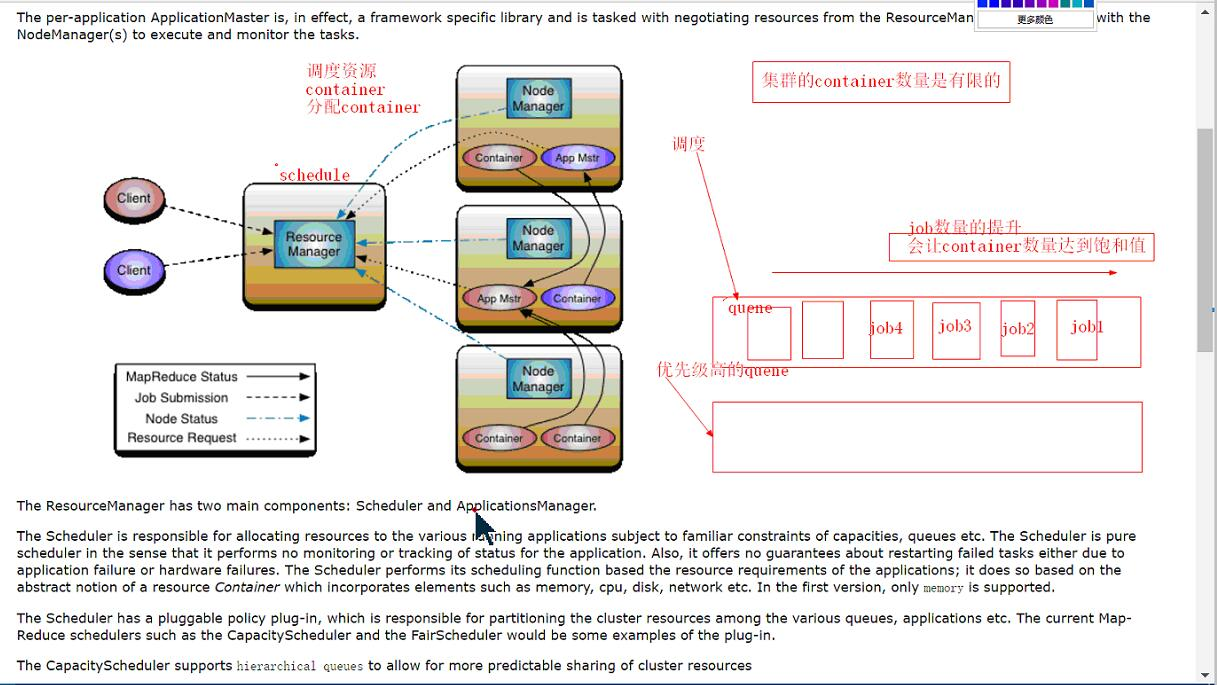 The per-application ApplicationMaster is, in effect, a framework specific library and is tasked with negotiating resources from the ResourceMan
with the
NodeManager(s) to execute and monitor the tasks.
更多颜色
调度资源
container
分配container
schedule
Client
Client
Resource
Manager
Node
Manager
Container
App Mstr
Node
Manager
App Mstr
Container
Node
Manager
Container
Container
MapReduce Status
Job Submission
Node Status
Resource Request
集群的container数量是有限的
调度
job数量的提升
会让container数量达到饱和值
quene
job4
job3
job2
job1
优先级高的quene
The ResourceManager has two main components: Scheduler and ApplicationsManager.
The Scheduler is responsible for allocating resources to the various running applications subject to familiar constraints of capacities, queues etc. The Scheduler is pure
scheduler in the sense that it performs no monitoring or tracking of status for the application. Also, it offers no guarantees about restarting failed tasks either due to
application failure or hardware failures. The Scheduler performs its scheduling function based the resource requirements of the applications; it does so based on the
abstract notion of a resource Container which incorporates elements such as memory, cpu, disk, network etc. In the first version, only memory is supported.
The Scheduler has a pluggable policy plug-in, which is responsible for partitioning the cluster resources among the various queues, applications etc. The current Map-
Reduce schedulers such as the CapacityScheduler and the FairScheduler would be some examples of the plug-in.
The CapacityScheduler supports hierarchical queues to allow for more predictable sharing of cluster resources